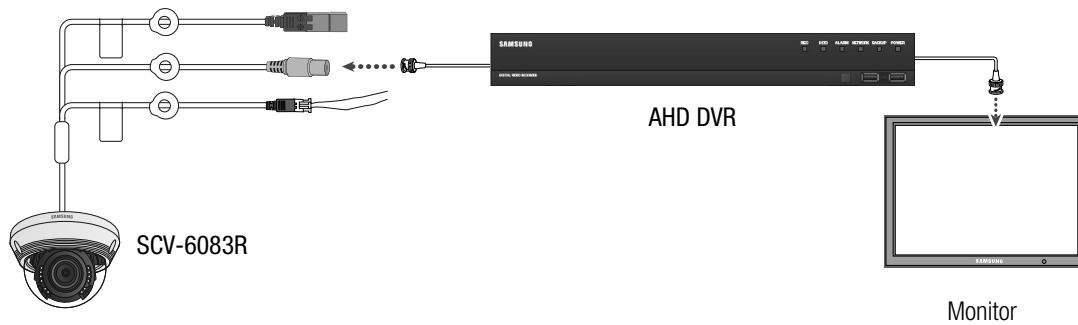 SAMSUNG
REC HDD ALARM NETWORK BACKUP POWER
DIGITAL VIDEO RECORDER
AHD DVR
SAMSUNG
SCV-6083R
SAMSUNG
Monitor